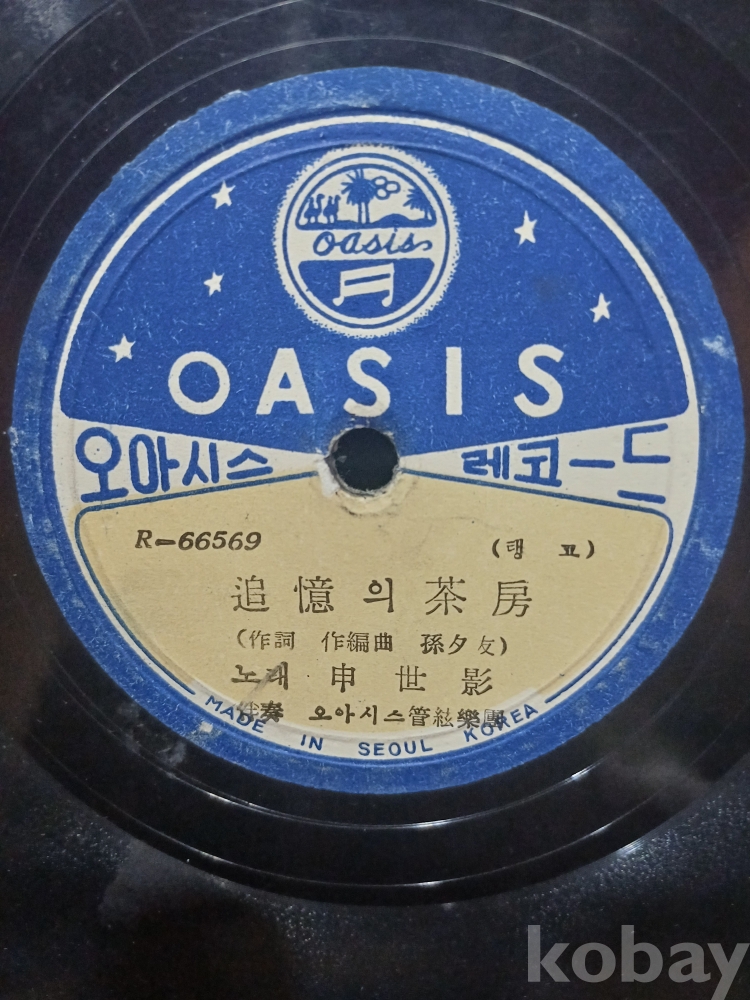 oasis
OASIS
오아시스 레코ー드
R-66569 (탱고)
追憶의 茶房
(作詞 作編曲 孫夕友)
노래 申世影
伴奏 오아시스管絃樂團
MADE IN SEOUL KOREA
kobay